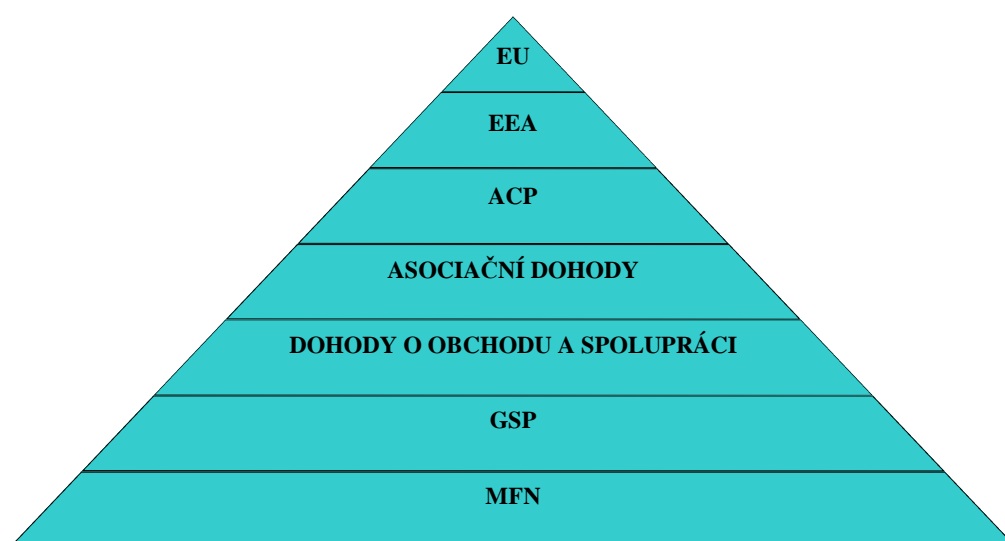 EU
EEA
ACP
ASOCIAČNÍ DOHODY
DOHODY O OBCHODU A SPOLUPRÁCI
GSP
MFN